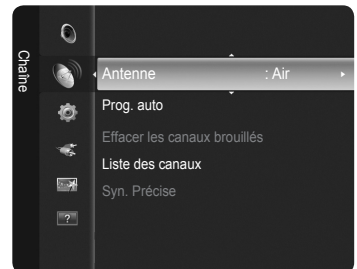 Chaîne
Antenne : Air
Prog. auto
Effacer les canaux brouillés
Liste des canaux
Syn. Précise
?